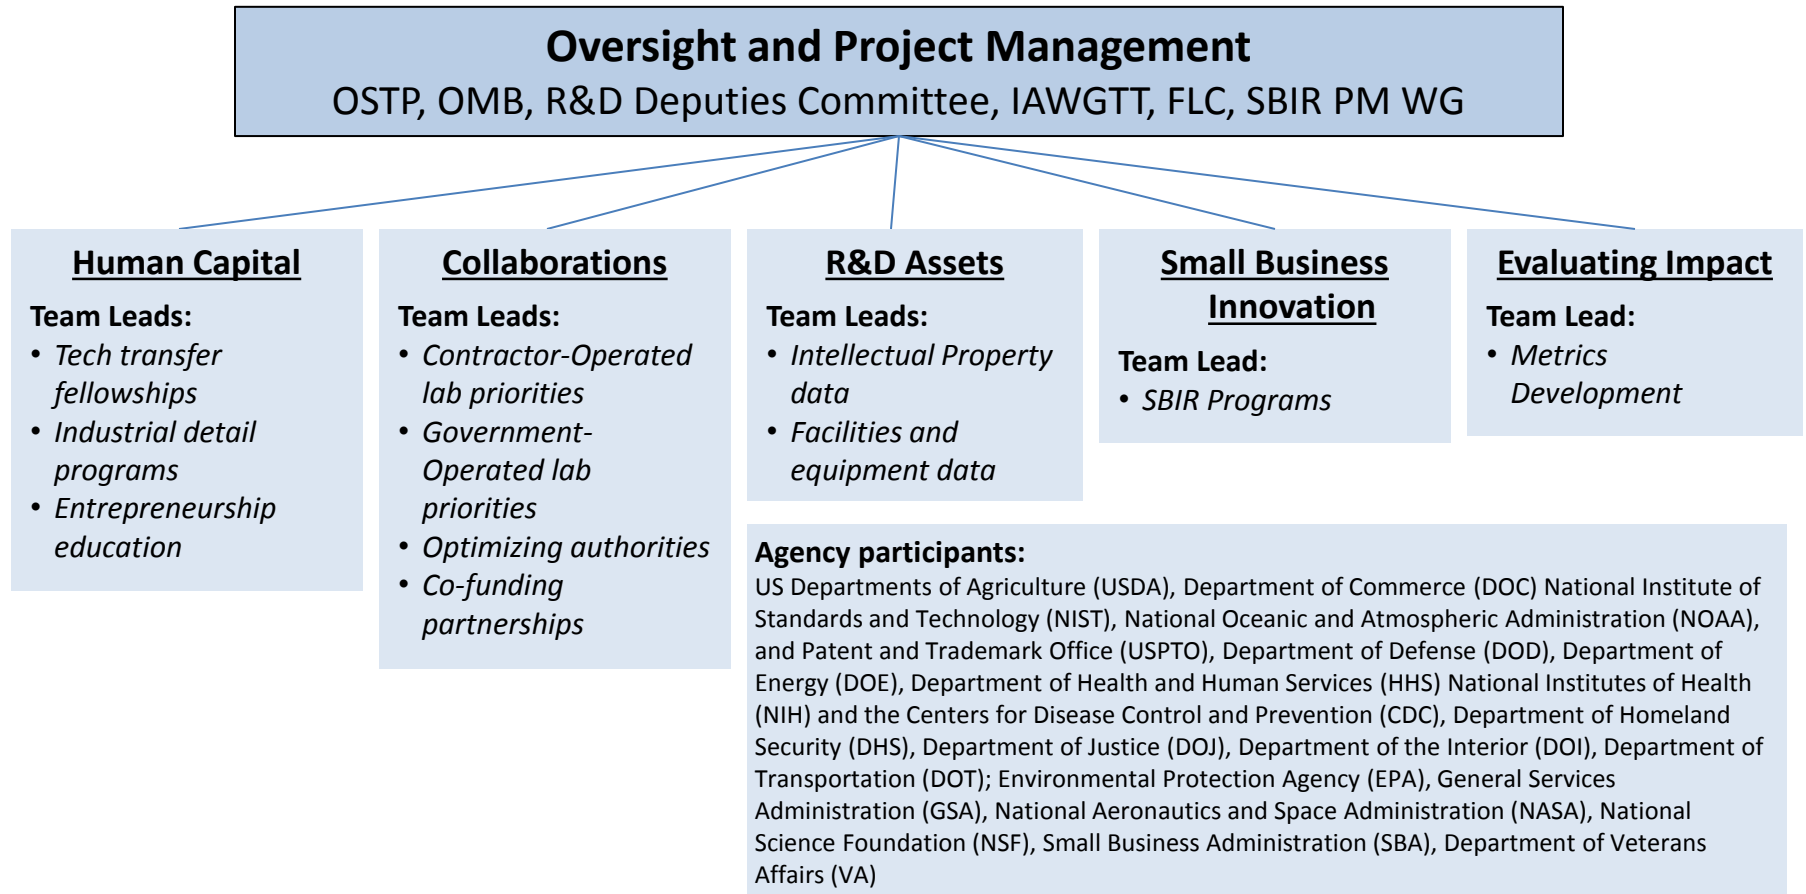 Oversight and Project Management
OSTP, OMB, R&D Deputies Committee, IAWGTT, FLC, SBIR PM WG
Human Capital
Team Leads:
• Tech transfer
fellowships
• Industrial detail
programs
• Entrepreneurship
education
Collaborations
Team Leads:
• Contractor-Operated
lab priorities
• Government-
Operated lab
priorities
• Optimizing authorities
• Co-funding
partnerships
R&D Assets
Team Leads:
• Intellectual Property
data
• Facilities and
equipment data
Small Business
Innovation
Team Lead:
• SBIR Programs
Evaluating Impact
Team Lead:
• Metrics
Development
Agency participants:
US Departments of Agriculture (USDA), Department of Commerce (DOC) National Institute of
Standards and Technology (NIST), National Oceanic and Atmospheric Administration (NOAA),
and Patent and Trademark Office (USPTO), Department of Defense (DOD), Department of
Energy (DOE), Department of Health and Human Services (HHS) National Institutes of Health
(NIH) and the Centers for Disease Control and Prevention (CDC), Department of Homeland
Security (DHS), Department of Justice (DOJ), Department of the Interior (DOI), Department of
Transportation (DOT); Environmental Protection Agency (EPA), General Services
Administration (GSA), National Aeronautics and Space Administration (NASA), National
Science Foundation (NSF), Small Business Administration (SBA), Department of Veterans
Affairs (VA)